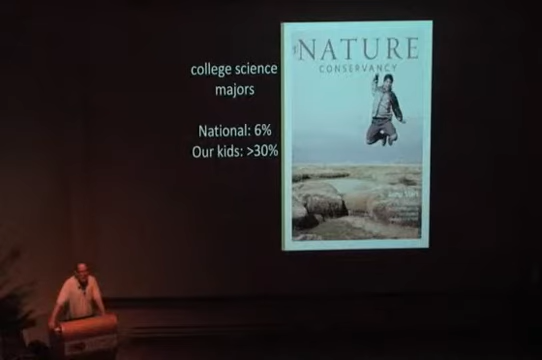 college science
majors
National: 6%
Our kids: >30%
NATURE
CONSERVANCY